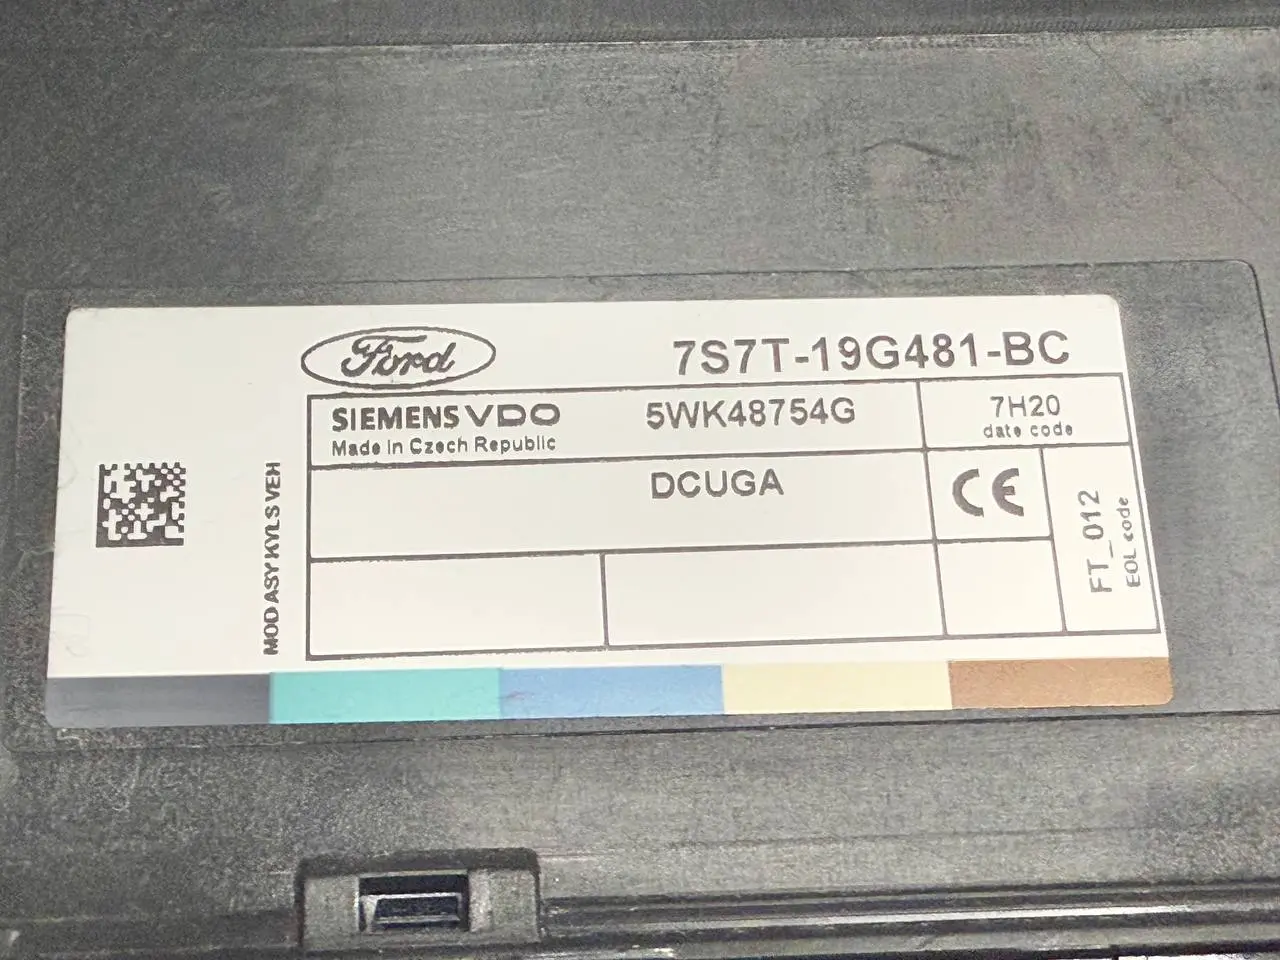 Ford
7S7T-19G481-BC
SIEMENS VDO
Made in Czech Republic
5WK48754G
7H20
date code
DCUGA
CE
FT_012
EOL code
MOD ASY KYLS VEH